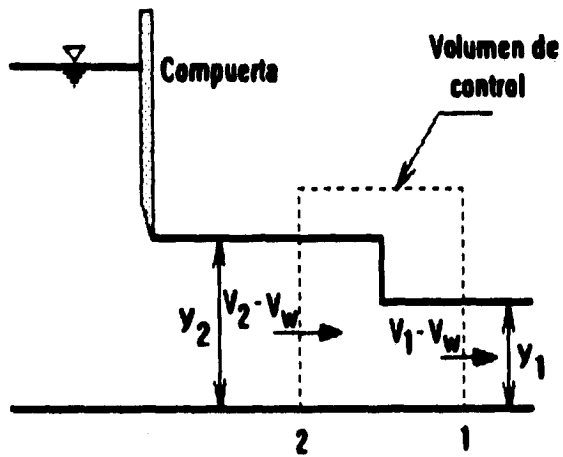 Compuerta
Volumen de
control
y2
V2 - Vw
V1 - Vw
y1
2
1